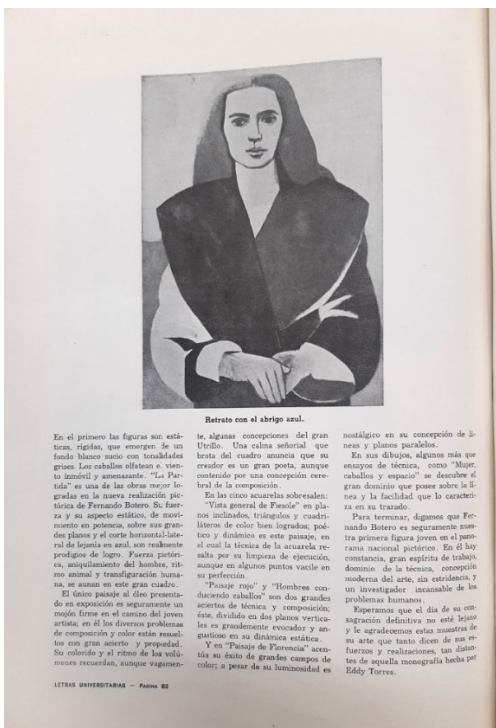 Retrato con el abrigo azul.
En el primero las figuras son está-
ticas, rígidas, que emergen de un
fondo blanco sucio con tonalidades
grises. Los caballos olfatean el vien-
to inmóvil y amenazante. "La Par-
tida" es una de las obras mejor lo-
gradas en la nueva realización pic-
tórica de Fernando Botero. Su fuer-
za y su aspecto estático, de movi-
miento en potencia, sobre sus gran-
des planos y el corte horizontal-late-
ral de lejanía en azul, son realmente
prodigios de logro. Fuerza pictóri-
ca, aniquilamiento del hombre, rit-
mo animal y transfiguración huma-
na, se aunan en este gran cuadro.
El único paisaje al óleo presenta-
do en exposición es seguramente un
mojón firme en el camino del joven
artista; en él los diversos problemas
de composición y color están resuel-
tos con gran acierto y propiedad.
Su colorido y el ritmo de los volú-
menes recuerdan, aunque vagamen-
te, algunas concepciones del gran
Utrillo. Una calma señorial que
brota del cuadro anuncia que su
creador es un gran poeta, aunque
contenido por una concepción cere-
bral de la composición.
En las cinco acuarelas sobresalen:
"Vista general de Fiesole" en pla-
nos inclinados, triángulos y cuadri-
láteros de color bien logrados; poé-
tico y dinámico es este paisaje, en
el cual la técnica de la acuarela re-
salta por su limpieza de ejecución,
aunque en algunos puntos vacile en
su perfección.
"Paisaje rojo" y "Hombres con-
duciendo caballos" son dos grandes
aciertos de técnica y composición;
éste, dividido en dos planos vertica-
les es grandemente evocador y an-
gustioso en su dinámica estática.
Y en "Paisaje de Florencia" acen-
túa su éxito de grandes campos de
color; a pesar de su luminosidad es
nostálgico en su concepción de lí-
neas y planos paralelos.
En sus dibujos, algunos más que
ensayos de técnica, como "Mujer,
caballos y espacio" se descubre el
gran dominio que posee sobre la lí-
nea y la facilidad que lo caracteri-
za en su trazado.
Para terminar, digamos que Fer-
nando Botero es seguramente nues-
tra primera figura joven en el pano-
rama nacional pictórico. En él hay
constancia, gran espíritu de trabajo,
dominio de la técnica, concepción
moderna del arte, sin estridencia, y
un investigador incansable de los
problemas humanos.
Esperamos que el día de su con-
sagración definitiva no esté lejano
y le agradecemos estas muestras de
su arte que tanto dicen de sus es-
fuerzos y realizaciones, tan distan-
tes de aquella monografía hecha por
Eddy Torres.
LETRAS UNIVERSITARIAS — PAGINA 62